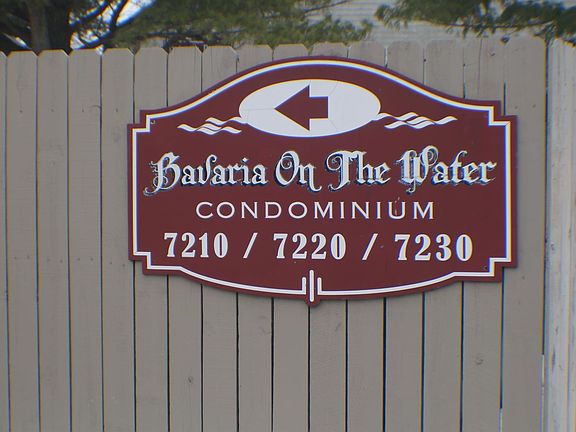 Bavaria On The Water
CONDOMINIUM
7210 / 7220 / 7230